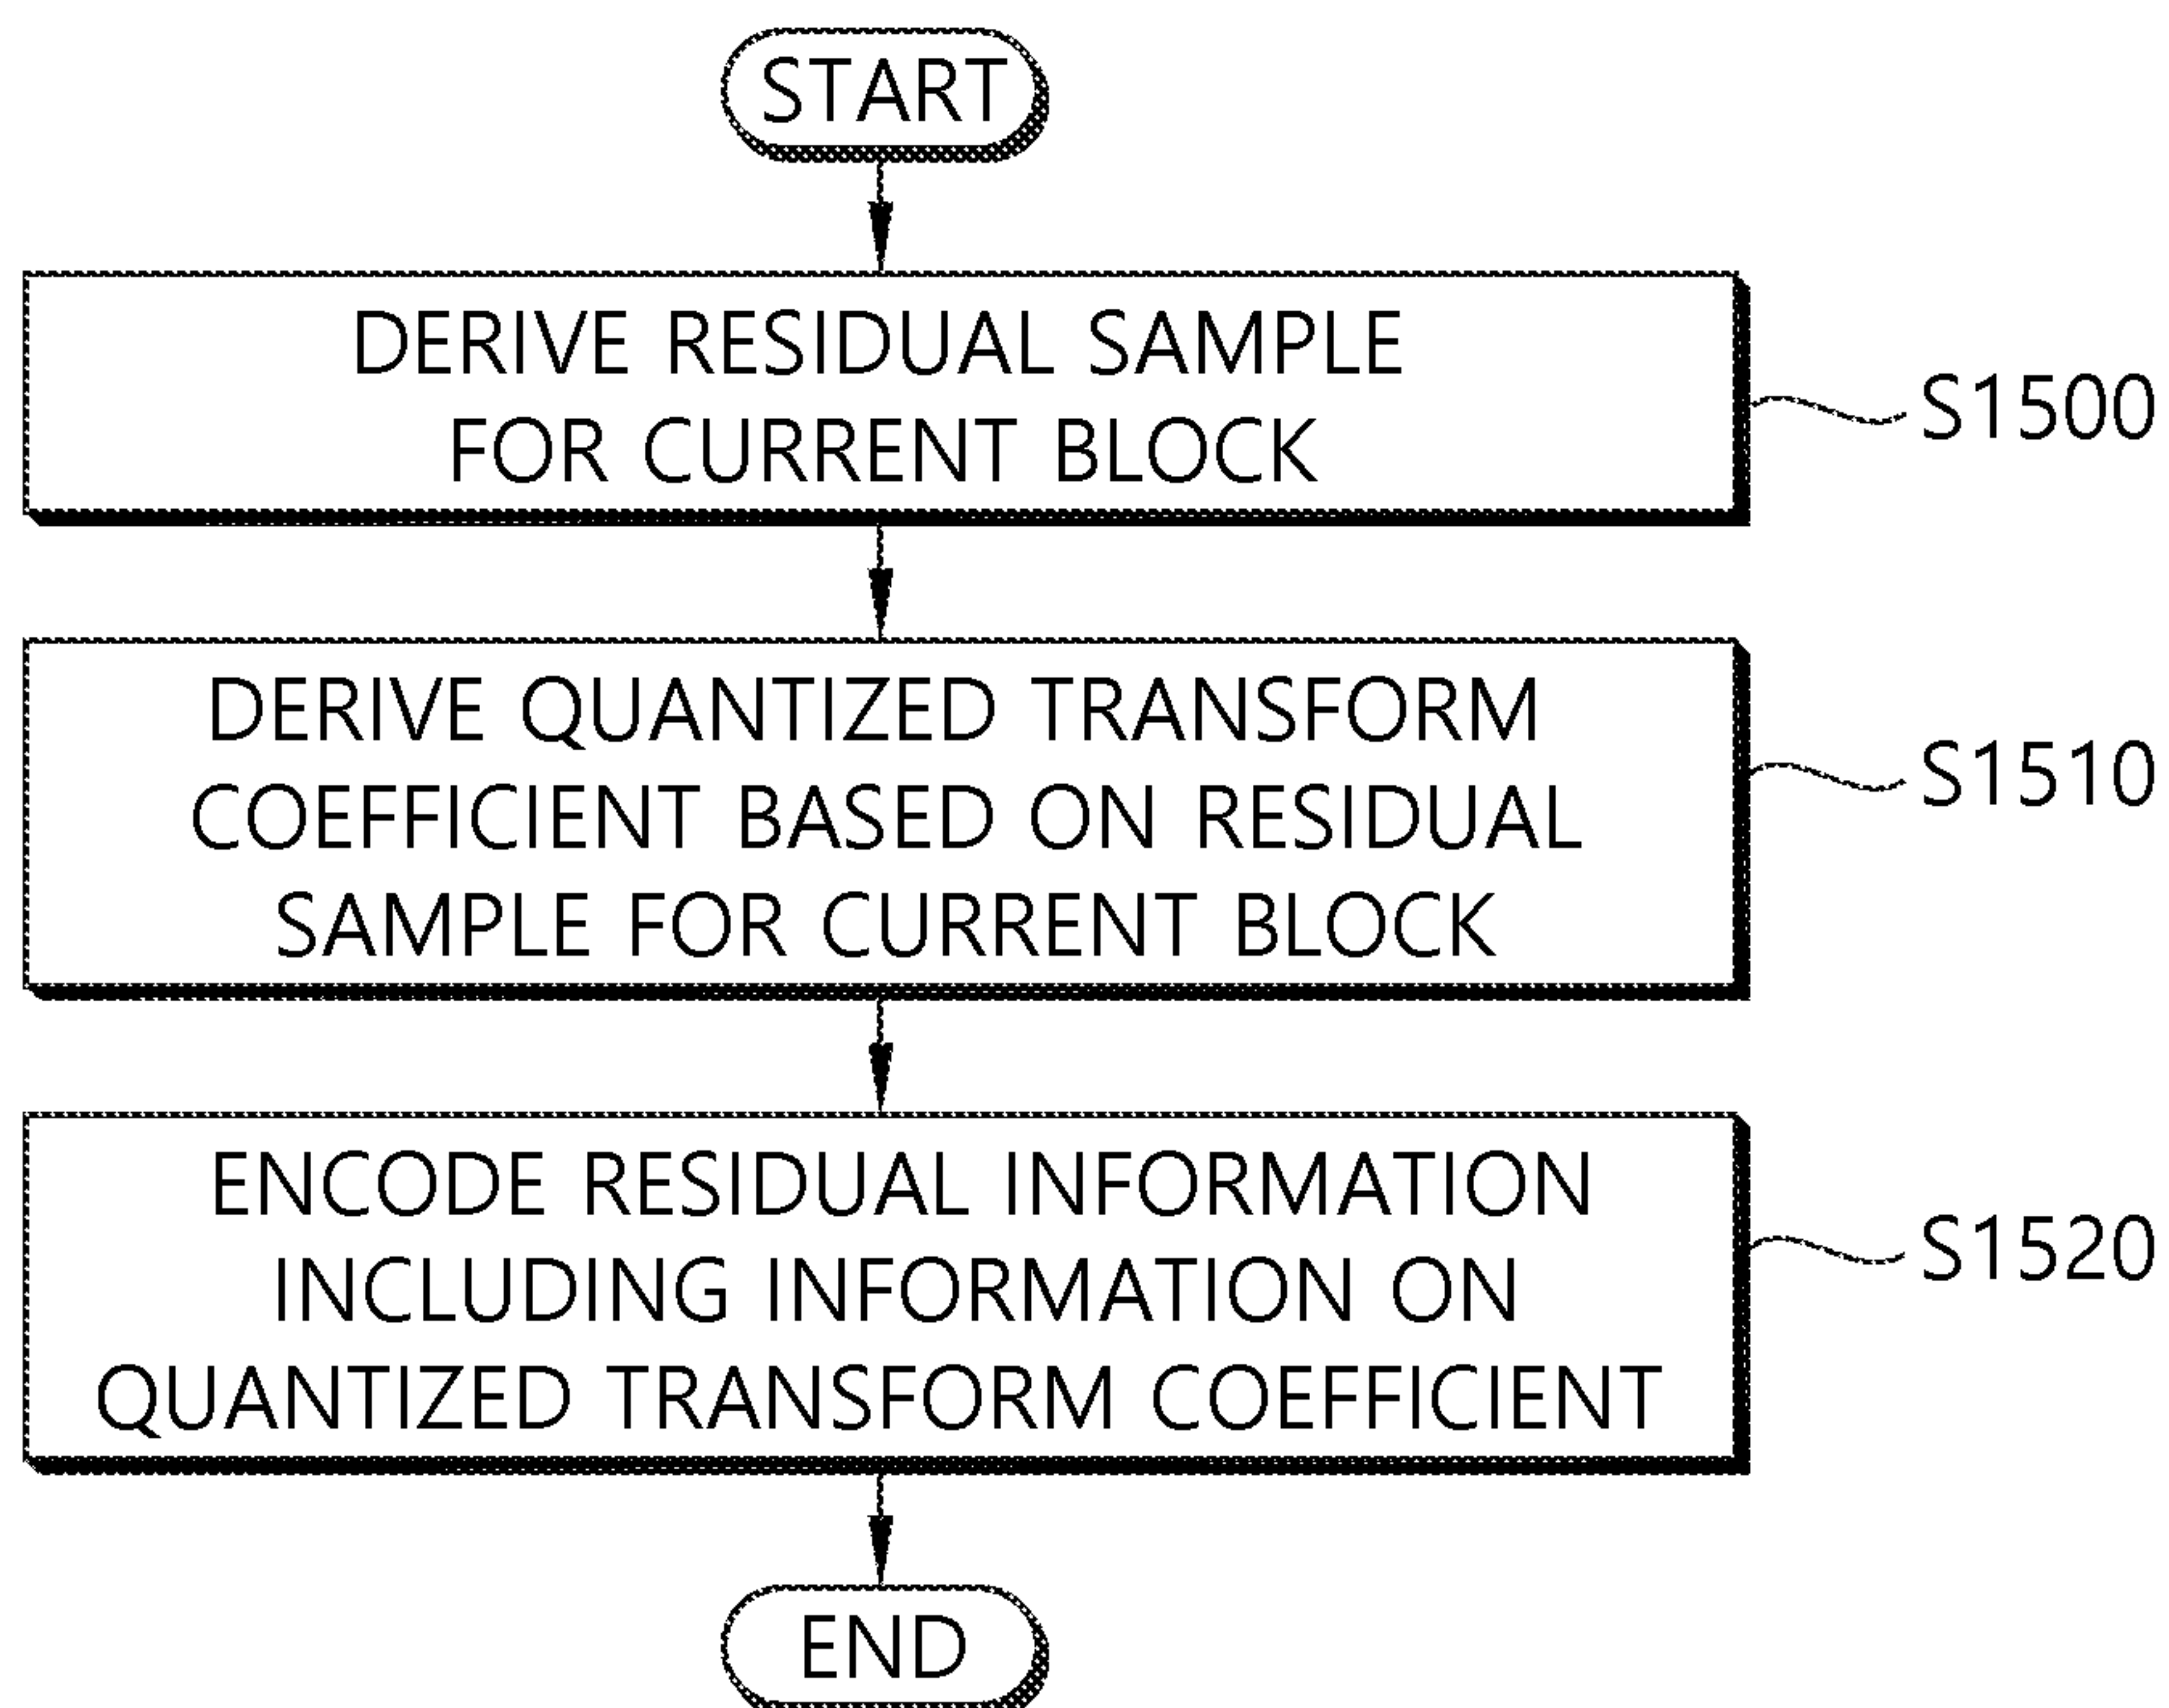 START
DERIVE RESIDUAL SAMPLE
FOR CURRENT BLOCK
S1500
DERIVE QUANTIZED TRANSFORM
COEFFICIENT BASED ON RESIDUAL
SAMPLE FOR CURRENT BLOCK
S1510
ENCODE RESIDUAL INFORMATION
INCLUDING INFORMATION ON
QUANTIZED TRANSFORM COEFFICIENT
S1520
END